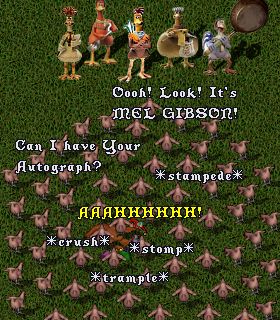 Oooh! Look! It's
MEL GIBSON!
Can I have Your
Autograph?
*stampede*
AAAHHHHHH!
*crush*
*stomp*
*trample*